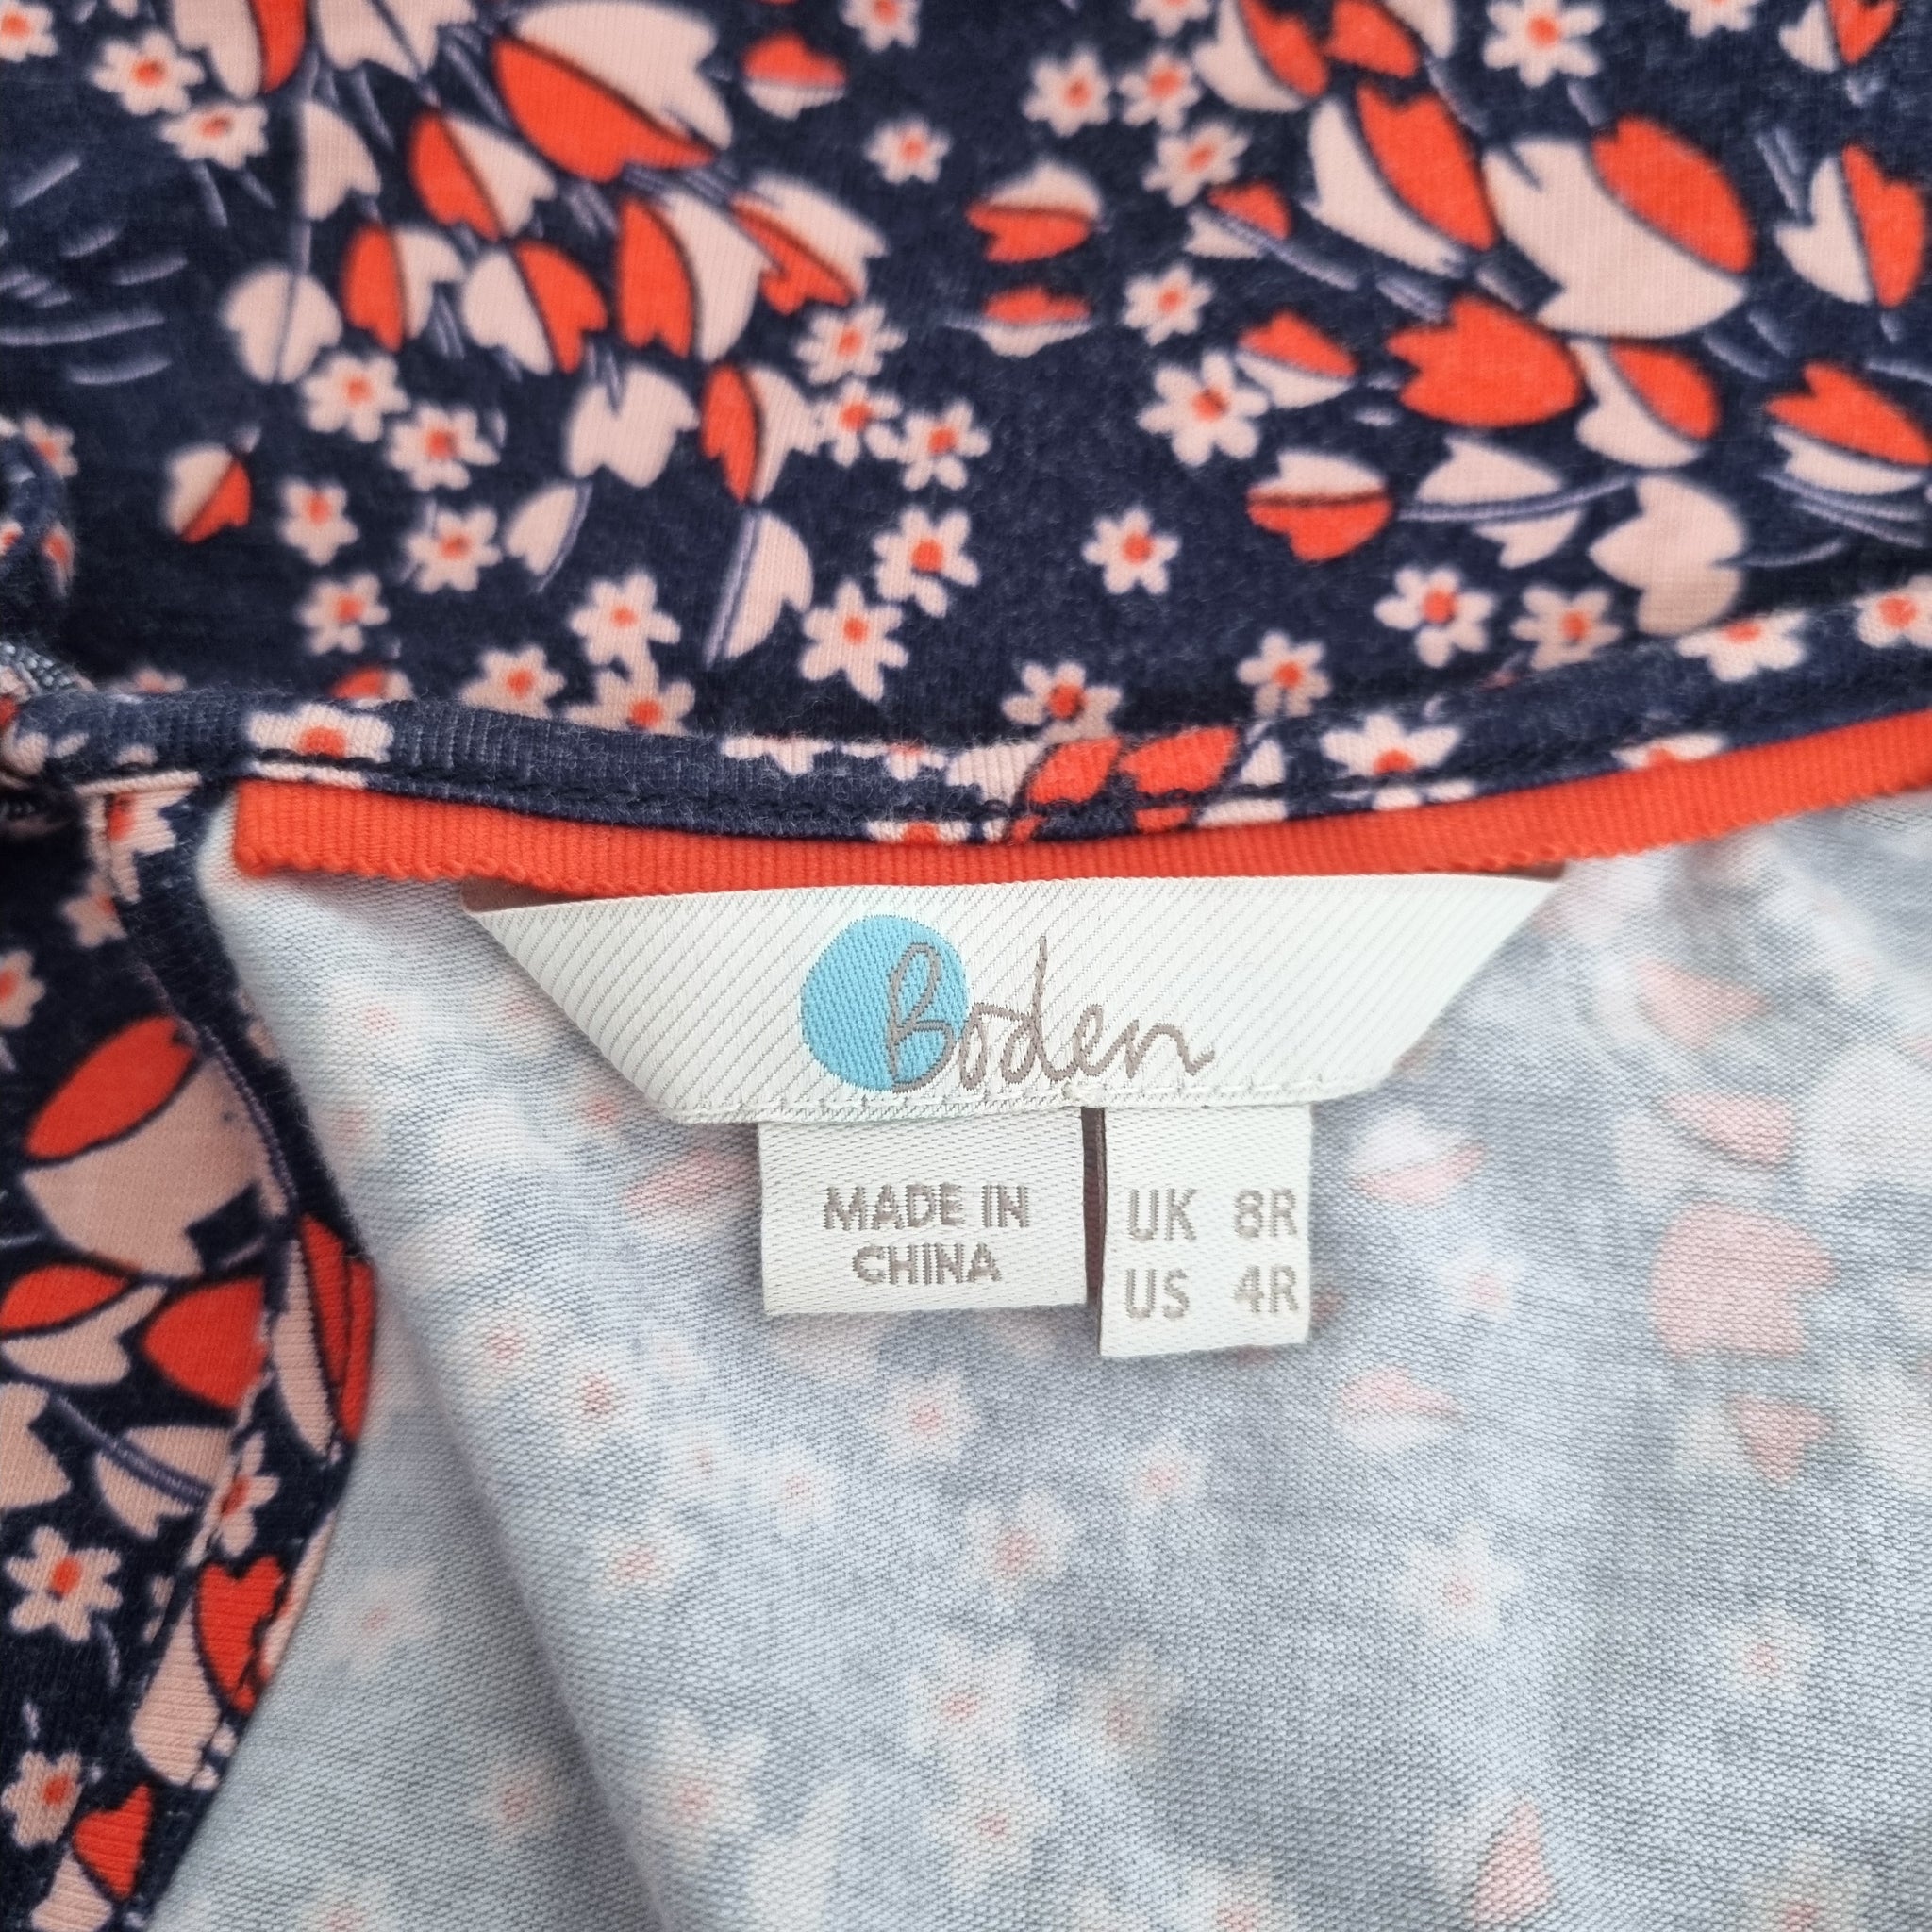 Boden
MADE IN
CHINA
UK 8R
US 4R